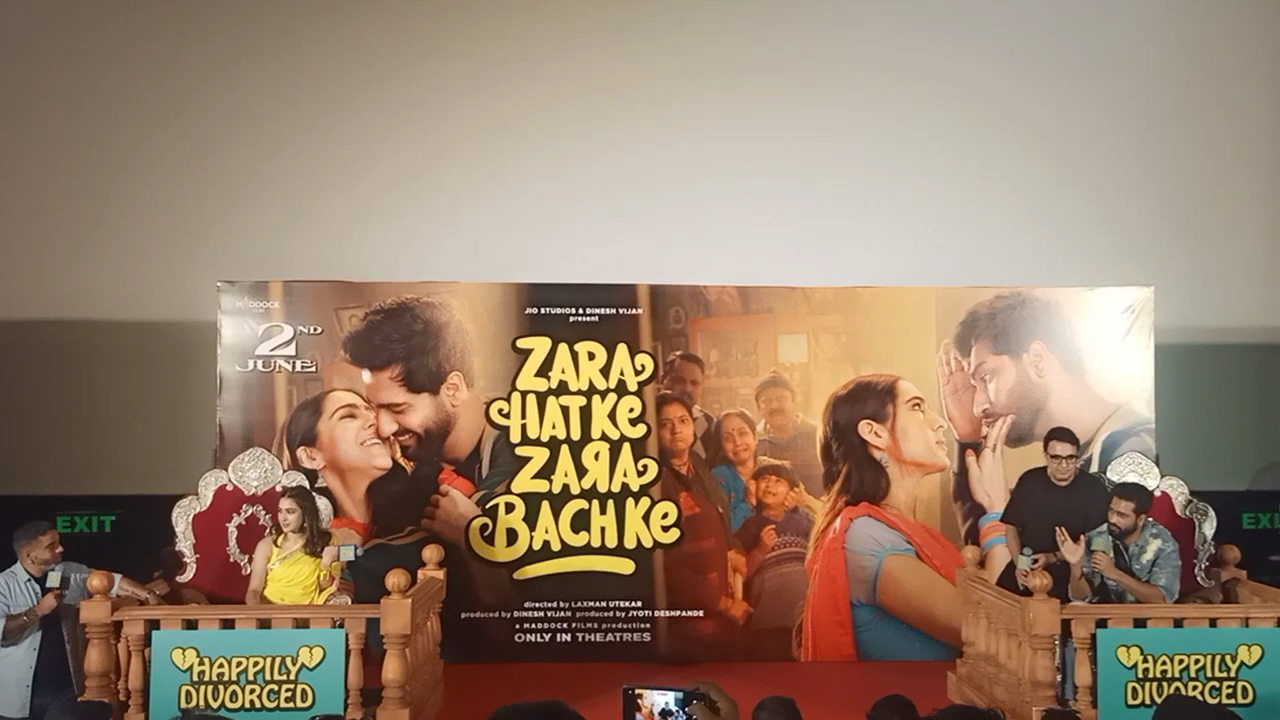 MADDOCK
2ND
JUNE
JIO STUDIOS & DINESH VIJAN
present
ZARA
HATKE
ZARA
BACHKE
directed by LAXMAN UTEKAR
produced by DINESH VIJAN produced by JYOTI DESHPANDE
a MADDOCK FILMS production
ONLY IN THEATRES
EXIT
EXI
HAPPILY
DIVORCED
HAPPILY
DIVORCED